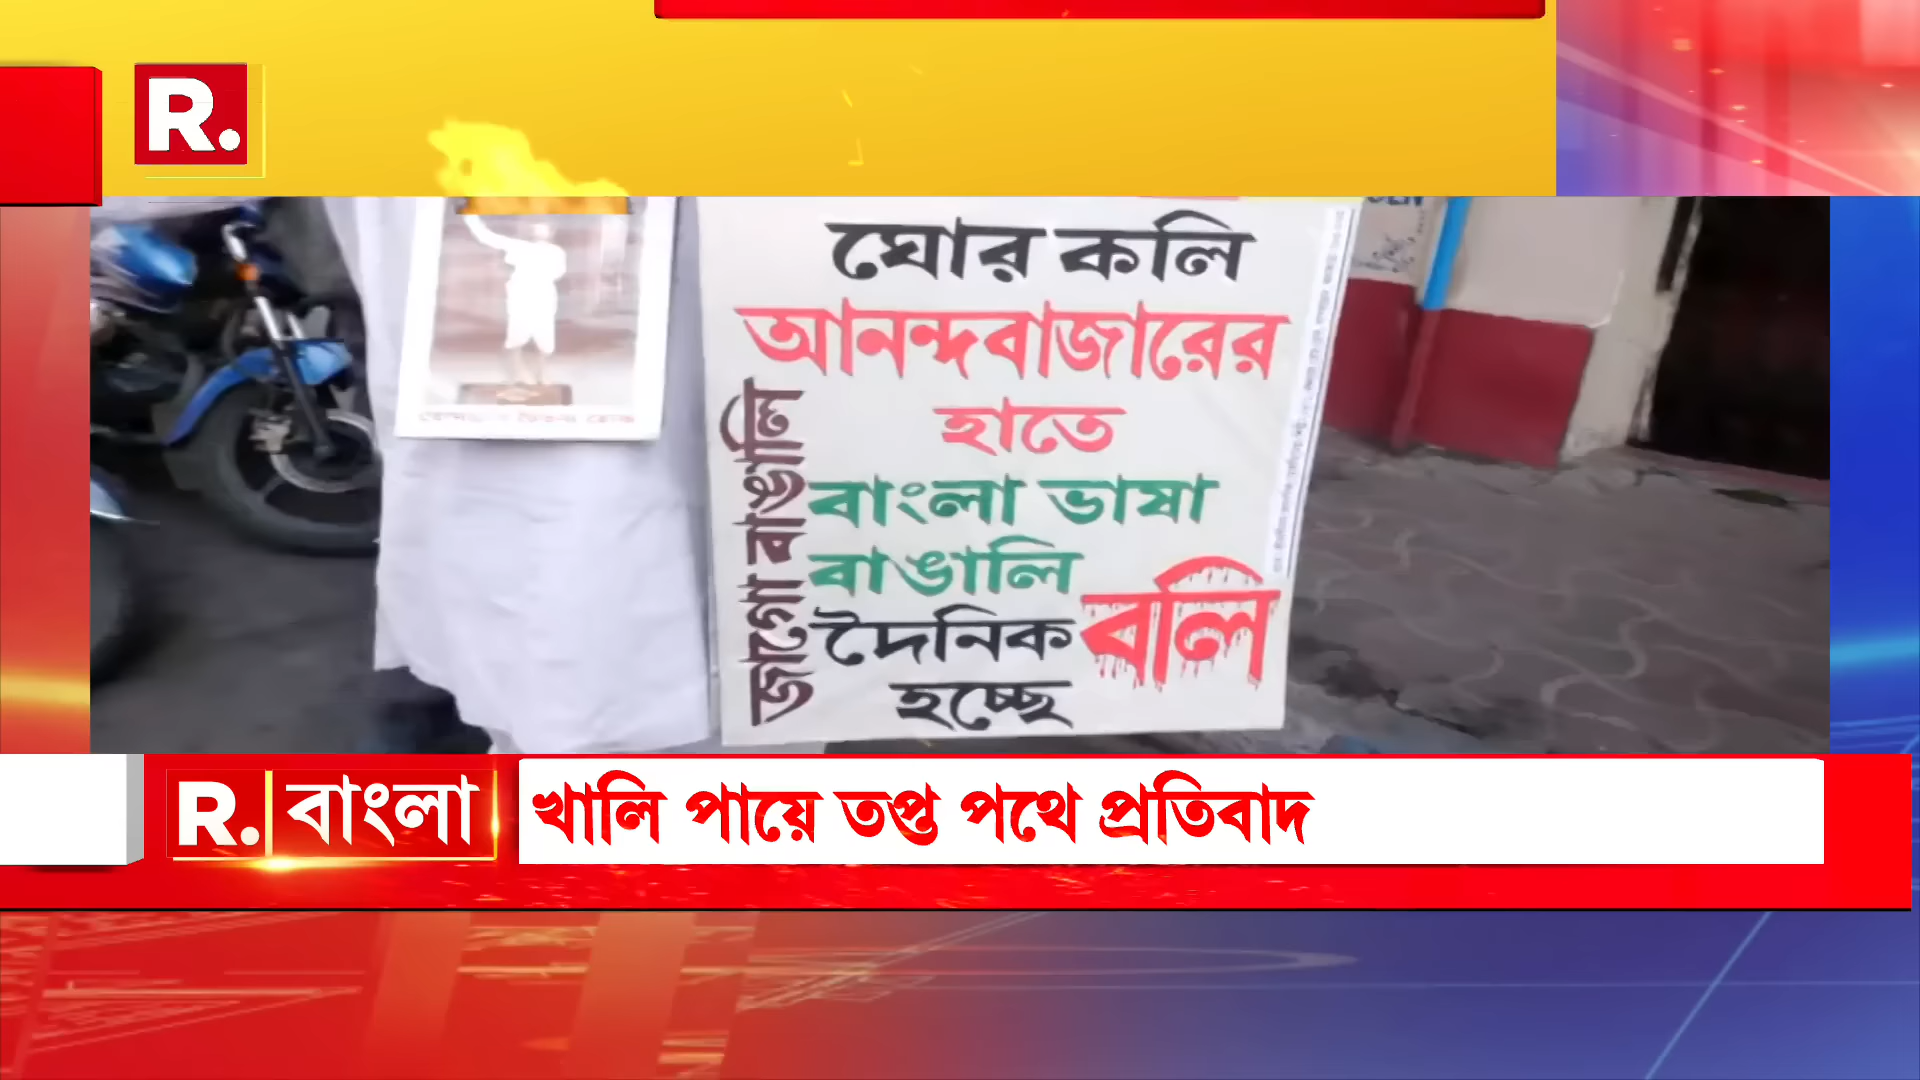 R.
ঘোর কলি
আনন্দবাজারের
হাতে
জাগো বাঙালি
বাংলা ভাষা
বাঙালি
দৈনিক বলি
হচ্ছে
R. বাংলা
খালি পায়ে তপ্ত পথে প্রতিবাদ